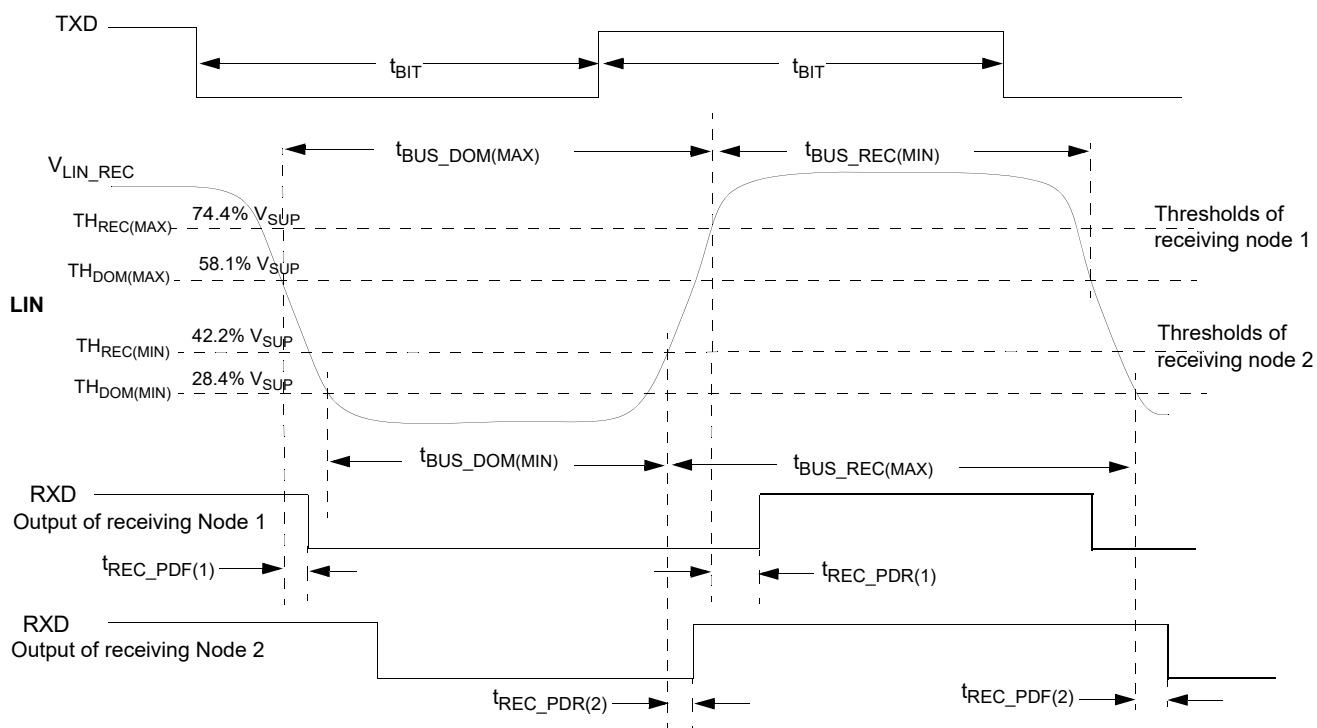 TXD
tBIT
tBIT
tBUS_DOM(MAX)
tBUS_REC(MIN)
VLIN_REC
THREC(MAX) 74.4% VSUP
Thresholds of
receiving node 1
THDOM(MAX) 58.1% VSUP
LIN
THREC(MIN) 42.2% VSUP
Thresholds of
receiving node 2
THDOM(MIN) 28.4% VSUP
tBUS_DOM(MIN)
tBUS_REC(MAX)
RXD
Output of receiving Node 1
tREC_PDF(1)
tREC_PDR(1)
RXD
Output of receiving Node 2
tREC_PDR(2)
tREC_PDF(2)